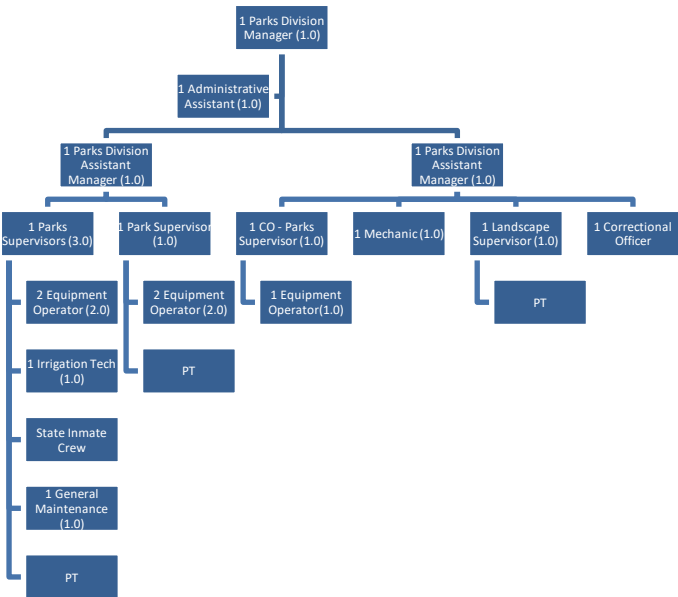 1 Parks Division
Manager (1.0)
1 Administrative
Assistant (1.0)
1 Parks Division
Assistant
Manager (1.0)
1 Parks Division
Assistant
Manager (1.0)
1 Parks
Supervisors (3.0)
1 Park Supervisor
(1.0)
1 CO - Parks
Supervisor (1.0)
1 Mechanic (1.0)
1 Landscape
Supervisor (1.0)
1 Correctional
Officer
2 Equipment
Operator (2.0)
2 Equipment
Operator (2.0)
1 Equipment
Operator(1.0)
PT
1 Irrigation Tech
(1.0)
PT
State Inmate
Crew
1 General
Maintenance
(1.0)
PT